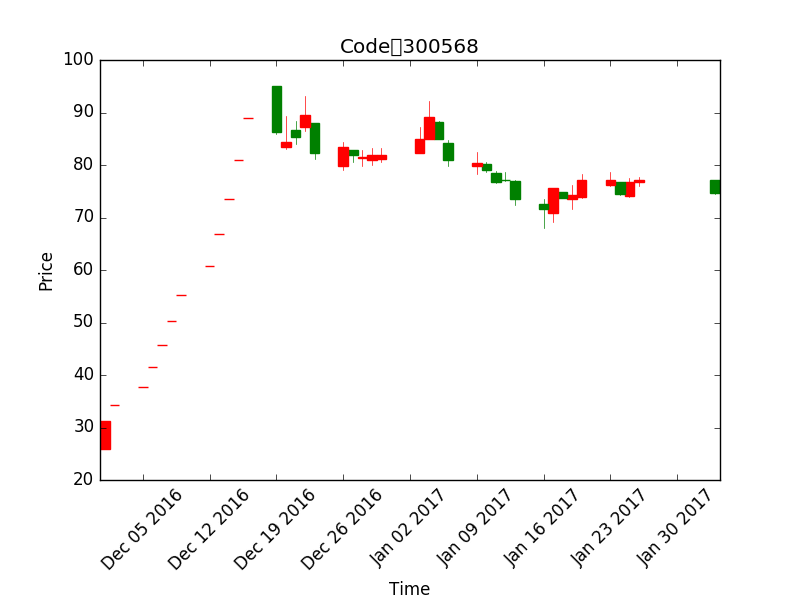 Code▯300568
100
90
80
70
60
50
40
30
20
Price
Dec 05 2016
Dec 12 2016
Dec 19 2016
Dec 26 2016
Jan 02 2017
Jan 09 2017
Jan 16 2017
Jan 23 2017
Jan 30 2017
Time